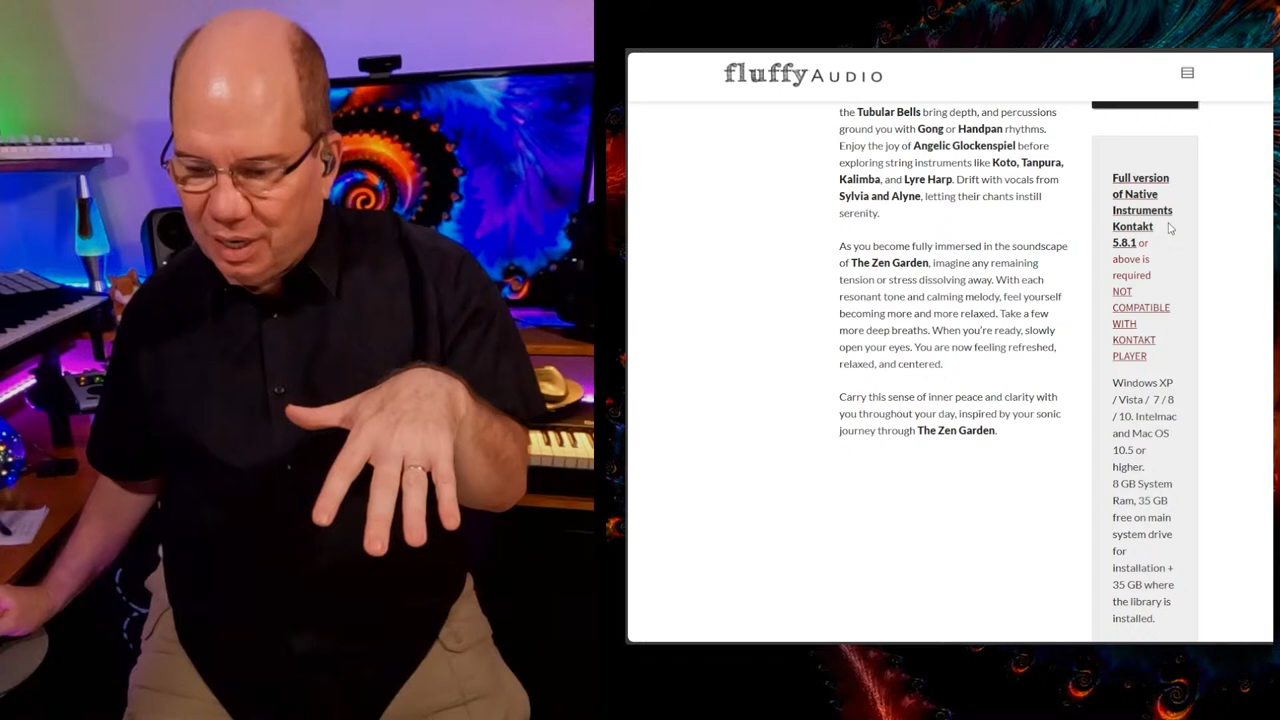 fluffy AUDIO
the Tubular Bells bring depth, and percussions
ground you with Gong or Handpan rhythms.
Enjoy the joy of Angelic Glockenspiel before
exploring string instruments like Koto, Tanpura,
Kalimba, and Lyre Harp. Drift with vocals from
Sylvia and Alyne, letting their chants instill
serenity.
As you become fully immersed in the soundscape
of The Zen Garden, imagine any remaining
tension or stress dissolving away. With each
resonant tone and calming melody, feel yourself
becoming more and more relaxed. Take a few
more deep breaths. When you're ready, slowly
open your eyes. You are now feeling refreshed,
relaxed, and centered.
Carry this sense of inner peace and clarity with
you throughout your day, inspired by your sonic
journey through The Zen Garden.
Full version
of Native
Instruments
Kontakt
5.8.1 or
above is
required
NOT
COMPATIBLE
WITH
KONTAKT
PLAYER
Windows XP
/ Vista / 7 / 8
/ 10. Intelmac
and Mac OS
10.5 or
higher.
8 GB System
Ram, 35 GB
free on main
system drive
for
installation +
35 GB where
the library is
installed.